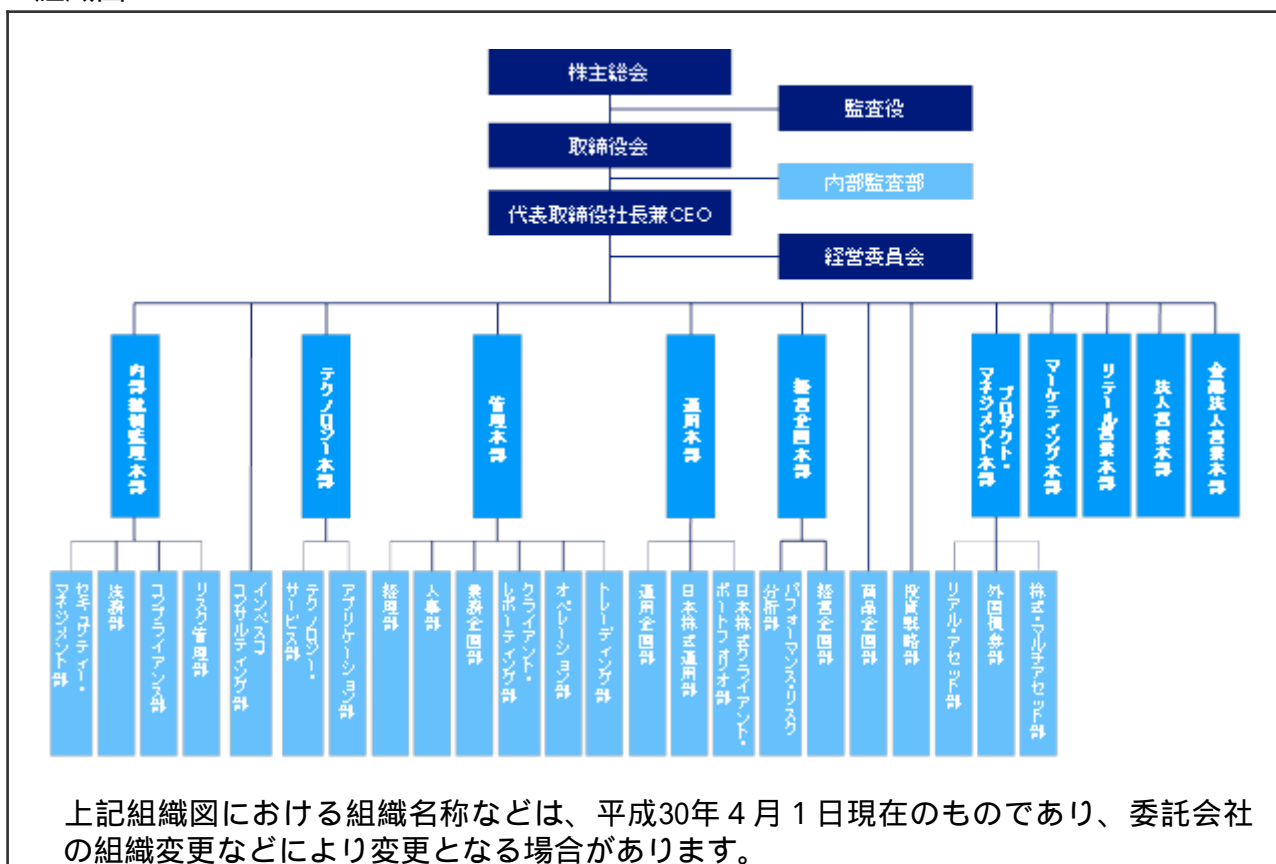 株主総会
監査役
取締役会
内部監査部
代表取締役社長兼CEO
経営委員会
内部統制監理本部
テクノロジー本部
管理本部
運用本部
経営企画本部
プロダクト・
マネジメント本部
マーケティング本部
リテール営業本部
法人営業本部
金融法人営業本部
セキュリティー・
マネジメント部
法務部
コンプライアンス部
リスク管理部
インベスコ
コンサルティング部
テクノロジー・
サービス部
アプリケーション部
経理部
人事部
業務企画部
クライアント・
レポーティング部
オペレーション部
トレーディング部
運用企画部
日本株式運用部
日本株式クライアント・
ポートフォリオ部
パフォーマンス・リスク
分析部
経営企画部
商品企画部
投資戦略部
リアル・アセット部
外国債券部
株式・マルチアセット部
上記組織図における組織名称などは、平成30年4月1日現在のものであり、委託会社
の組織変更などにより変更となる場合があります。